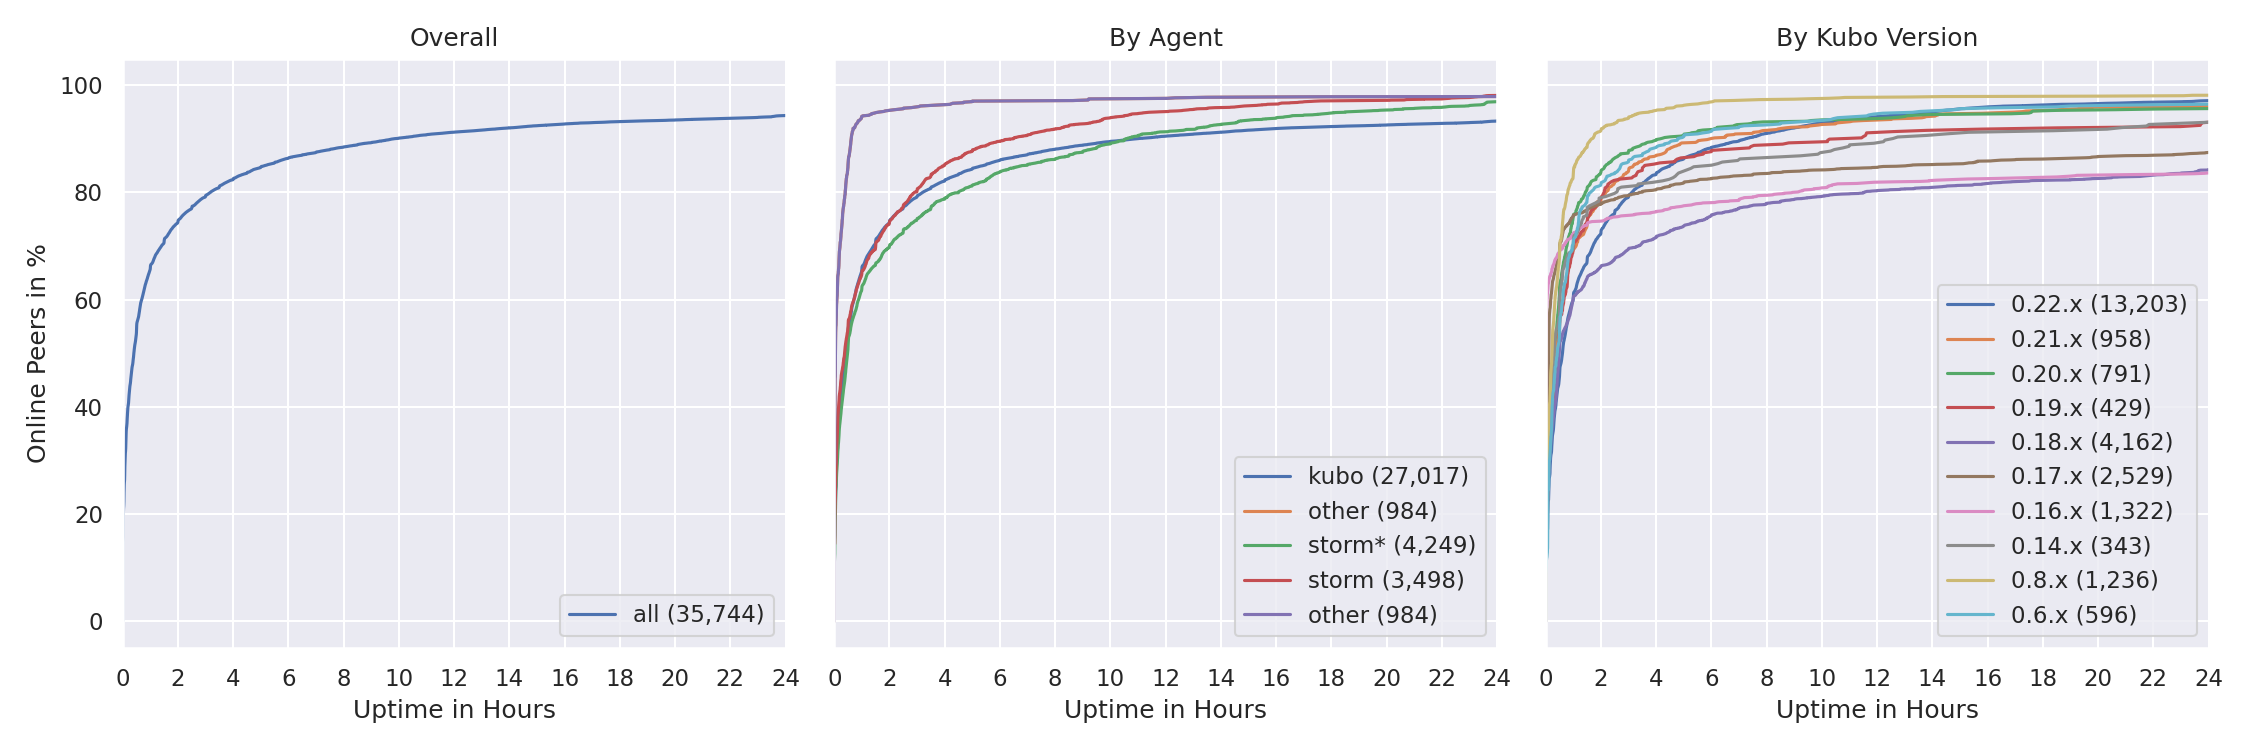 Overall
By Agent
By Kubo Version
Online Peers in %
100
80
60
40
20
0
all (35,744)
kubo (27,017)
other (984)
storm* (4,249)
storm (3,498)
other (984)
0.22.x (13,203)
0.21.x (958)
0.20.x (791)
0.19.x (429)
0.18.x (4,162)
0.17.x (2,529)
0.16.x (1,322)
0.14.x (343)
0.8.x (1,236)
0.6.x (596)
0 2 4 6 8 10 12 14 16 18 20 22 24
0 2 4 6 8 10 12 14 16 18 20 22 24
0 2 4 6 8 10 12 14 16 18 20 22 24
Uptime in Hours
Uptime in Hours
Uptime in Hours